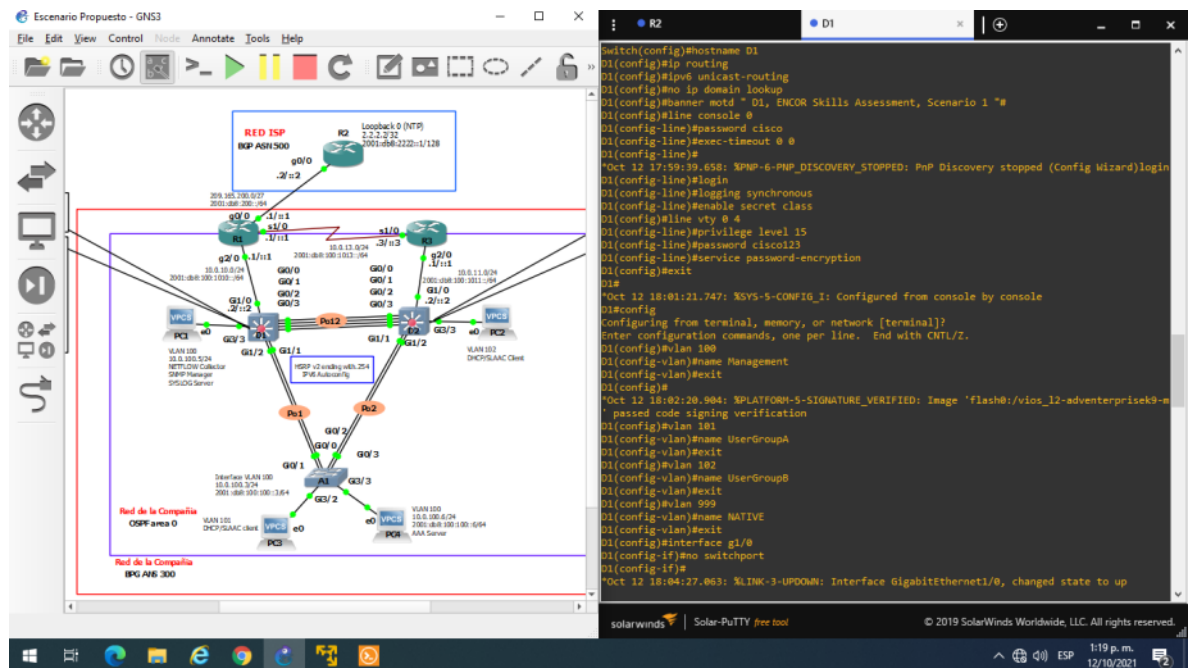 Escenario Propuesto - GNS3
File Edit View Control Node Annotate Tools Help
RED ISP
BGP ASN 500
R2
Loopback 0 (NTP)
2.2.2.2/32
2001:db8:2222::1/128
g0/0
.2/::2
209.165.200.0/27
2001:db8:200::/64
g0/0 .1/::1
R1
s1/0
.1/::1
s1/0
.3/::3
R3
10.0.13.0/24
2001:db8:100:1013::/64
g2/0 .1/::1
g2/0
.1/::1
10.0.10.0/24
2001:db8:100:1010::/64
10.0.11.0/24
2001:db8:100:1011::/64
G0/0
G0/1
G0/2
G0/3
G0/0
G0/1
G0/2
G0/3
G1/0
.2/::2
G1/0
.2/::2
VPCS
PC1
e0
G3/3
D1
Po12
D2
G3/3
e0
VPCS
PC2
VLAN 100
10.0.100.5/24
NETFLOW Collector
SNMP Manager
SYSLOG Server
VLAN 102
DHCP/SLAAC Client
G1/2
G1/1
G1/1
G1/2
HSRP v2 ending with .254
IPV6 Autoconfig
Po1
Po2
G0/2
G0/0
G0/3
G0/1
Interface VLAN 100
10.0.100.3/24
2001:db8:100:100::3/64
A1
G3/3
G3/2
Red de la Compañia
OSPF area 0
VLAN 101
DHCP/SLAAC client
VPCS
e0
PC3
e0
VPCS
PC4
VLAN 100
10.0.100.6/24
2001:db8:100:100::6/64
AAA Server
Red de la Compañia
BPG ANS 300
R2
D1
Switch(config)#hostname D1
D1(config)#ip routing
D1(config)#ipv6 unicast-routing
D1(config)#no ip domain lookup
D1(config)#banner motd " D1, ENCOR Skills Assessment, Scenario 1 "#
D1(config)#line console 0
D1(config-line)#password cisco
D1(config-line)#exec-timeout 0 0
D1(config-line)#
*Oct 12 17:59:39.658: %PNP-6-PNP_DISCOVERY_STOPPED: PnP Discovery stopped (Config Wizard)login
D1(config-line)#login
D1(config-line)#logging synchronous
D1(config-line)#enable secret class
D1(config)#line vty 0 4
D1(config-line)#privilege level 15
D1(config-line)#password cisco123
D1(config-line)#service password-encryption
D1(config)#exit
D1#
*Oct 12 18:01:21.747: %SYS-5-CONFIG_I: Configured from console by console
D1#config
Configuring from terminal, memory, or network [terminal]?
Enter configuration commands, one per line. End with CNTL/Z.
D1(config)#vlan 100
D1(config-vlan)#name Management
D1(config-vlan)#exit
D1(config)#
*Oct 12 18:02:20.904: %PLATFORM-5-SIGNATURE_VERIFIED: Image 'flash0:/vios_l2-adventerprisek9-m
' passed code signing verification
D1(config)#vlan 101
D1(config-vlan)#name UserGroupA
D1(config-vlan)#exit
D1(config)#vlan 102
D1(config-vlan)#name UserGroupB
D1(config-vlan)#exit
D1(config)#vlan 999
D1(config-vlan)#name NATIVE
D1(config-vlan)#exit
D1(config)#interface g1/0
D1(config-if)#no switchport
D1(config-if)#
*Oct 12 18:04:27.063: %LINK-3-UPDOWN: Interface GigabitEthernet1/0, changed state to up
solarwinds Solar-PuTTY free tool
© 2019 SolarWinds Worldwide, LLC. All rights reserved.
ESP
1:19 p. m.
12/10/2021
2